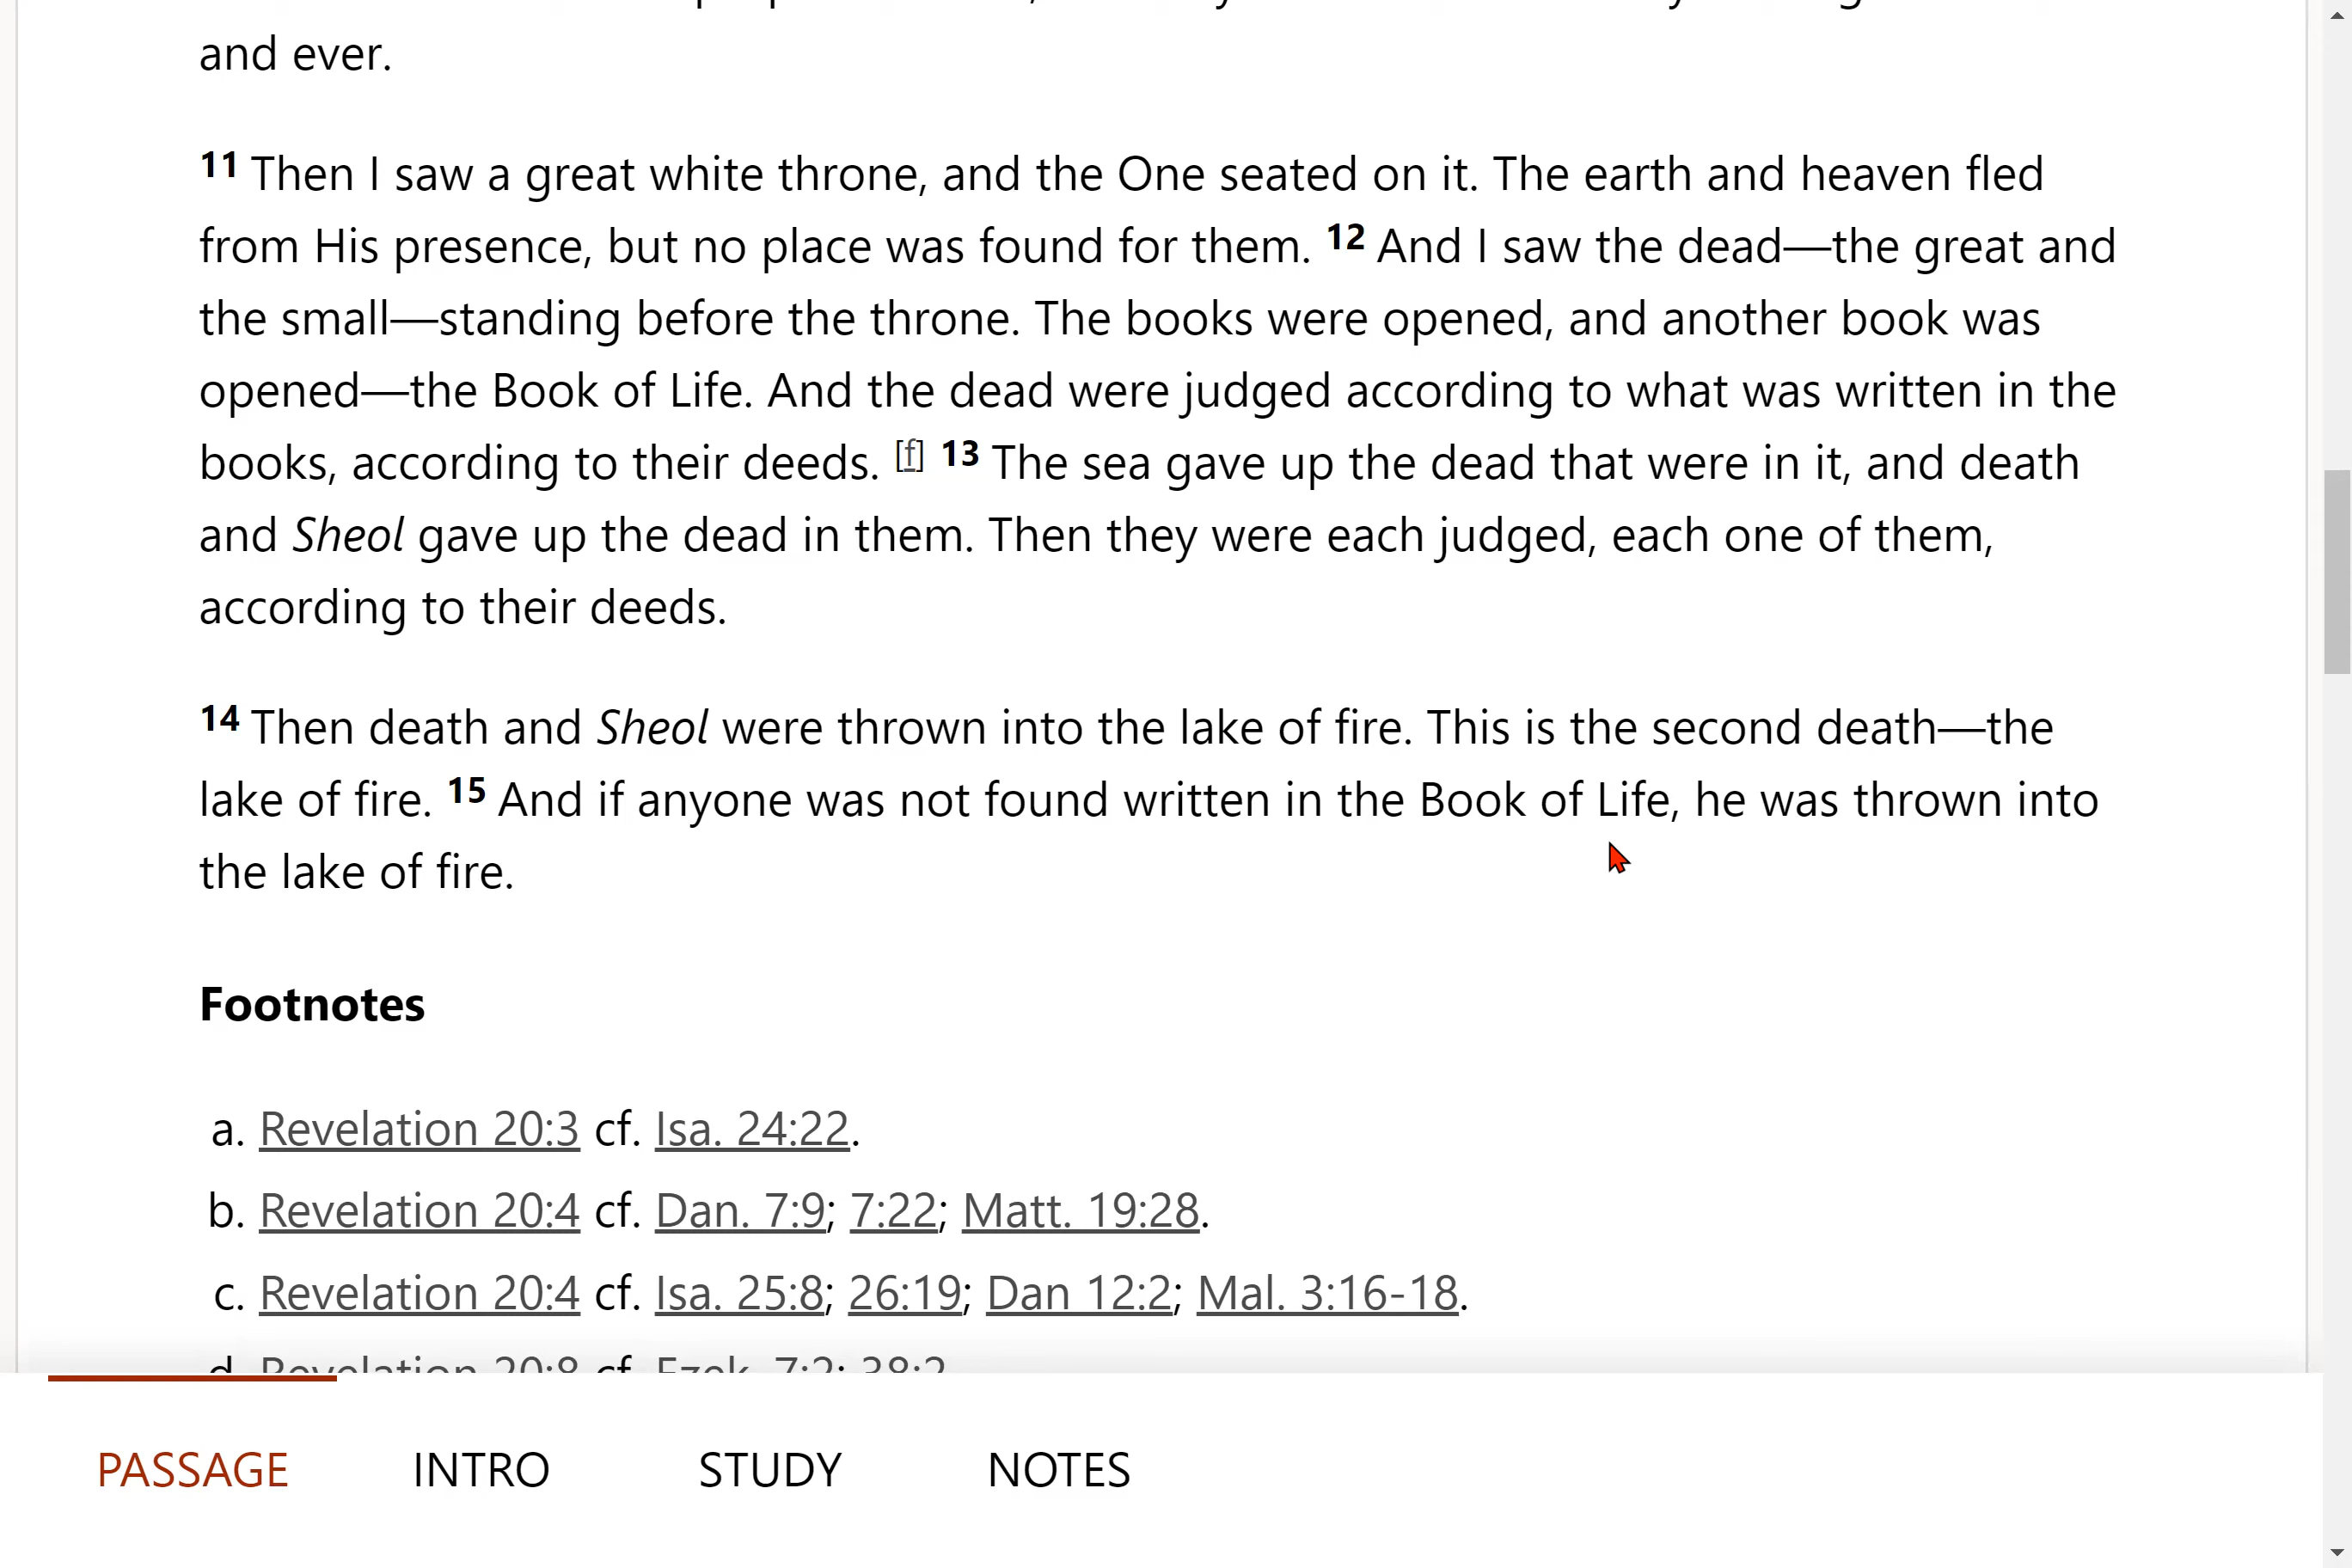 and ever.
11 Then I saw a great white throne, and the One seated on it. The earth and heaven fled
from His presence, but no place was found for them. 12 And I saw the dead—the great and
the small—standing before the throne. The books were opened, and another book was
opened—the Book of Life. And the dead were judged according to what was written in the
books, according to their deeds. [f] 13 The sea gave up the dead that were in it, and death
and Sheol gave up the dead in them. Then they were each judged, each one of them,
according to their deeds.
14 Then death and Sheol were thrown into the lake of fire. This is the second death—the
lake of fire. 15 And if anyone was not found written in the Book of Life, he was thrown into
the lake of fire.
Footnotes
a. Revelation 20:3 cf. Isa. 24:22.
b. Revelation 20:4 cf. Dan. 7:9; 7:22; Matt. 19:28.
c. Revelation 20:4 cf. Isa. 25:8; 26:19; Dan 12:2; Mal. 3:16-18.
d. Revelation 20:8 cf. Ezek. 7:2; 38:2
PASSAGE INTRO STUDY NOTES